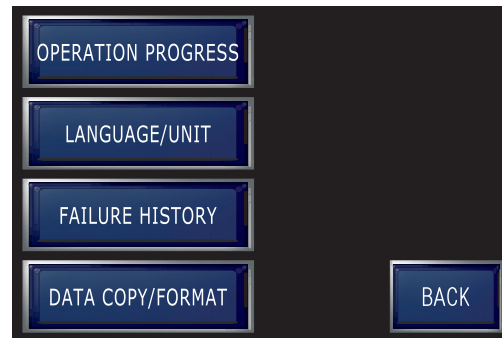 OPERATION PROGRESS
LANGUAGE/UNIT
FAILURE HISTORY
DATA COPY/FORMAT
BACK